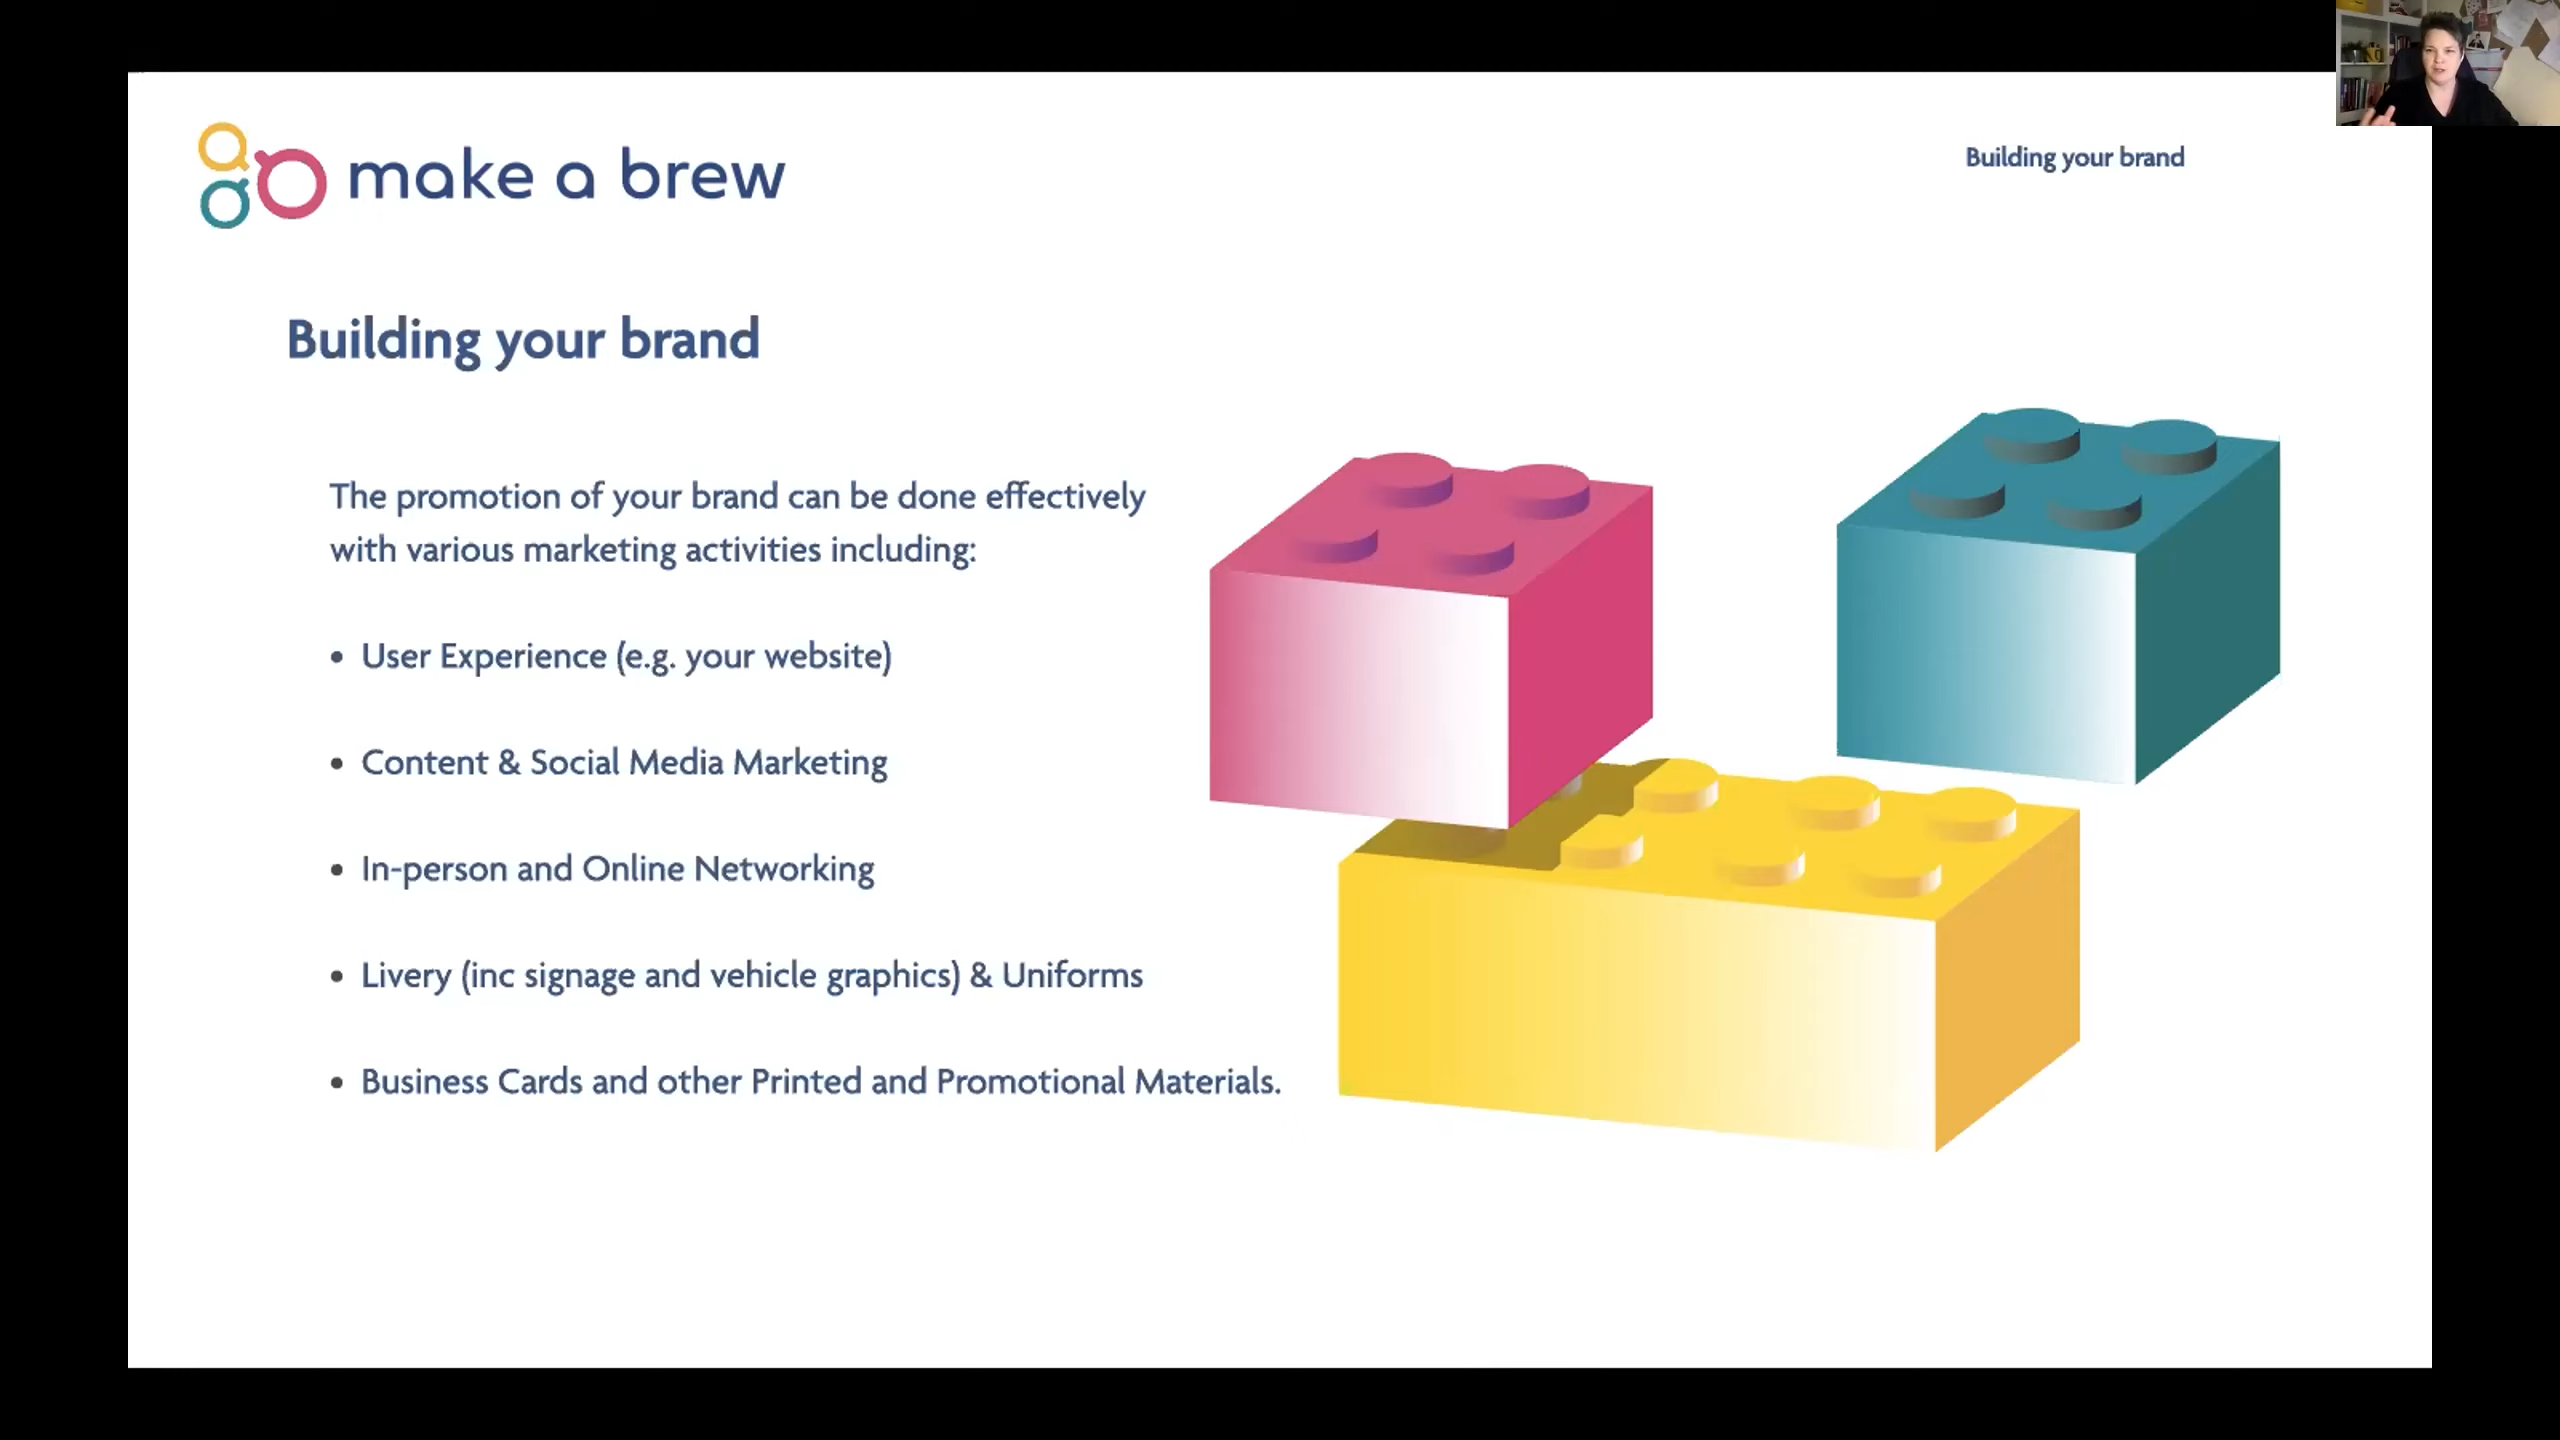 make a brew
Building your brand
Building your brand
The promotion of your brand can be done effectively
with various marketing activities including:
• User Experience (e.g. your website)
• Content & Social Media Marketing
• In-person and Online Networking
• Livery (inc signage and vehicle graphics) & Uniforms
• Business Cards and other Printed and Promotional Materials.